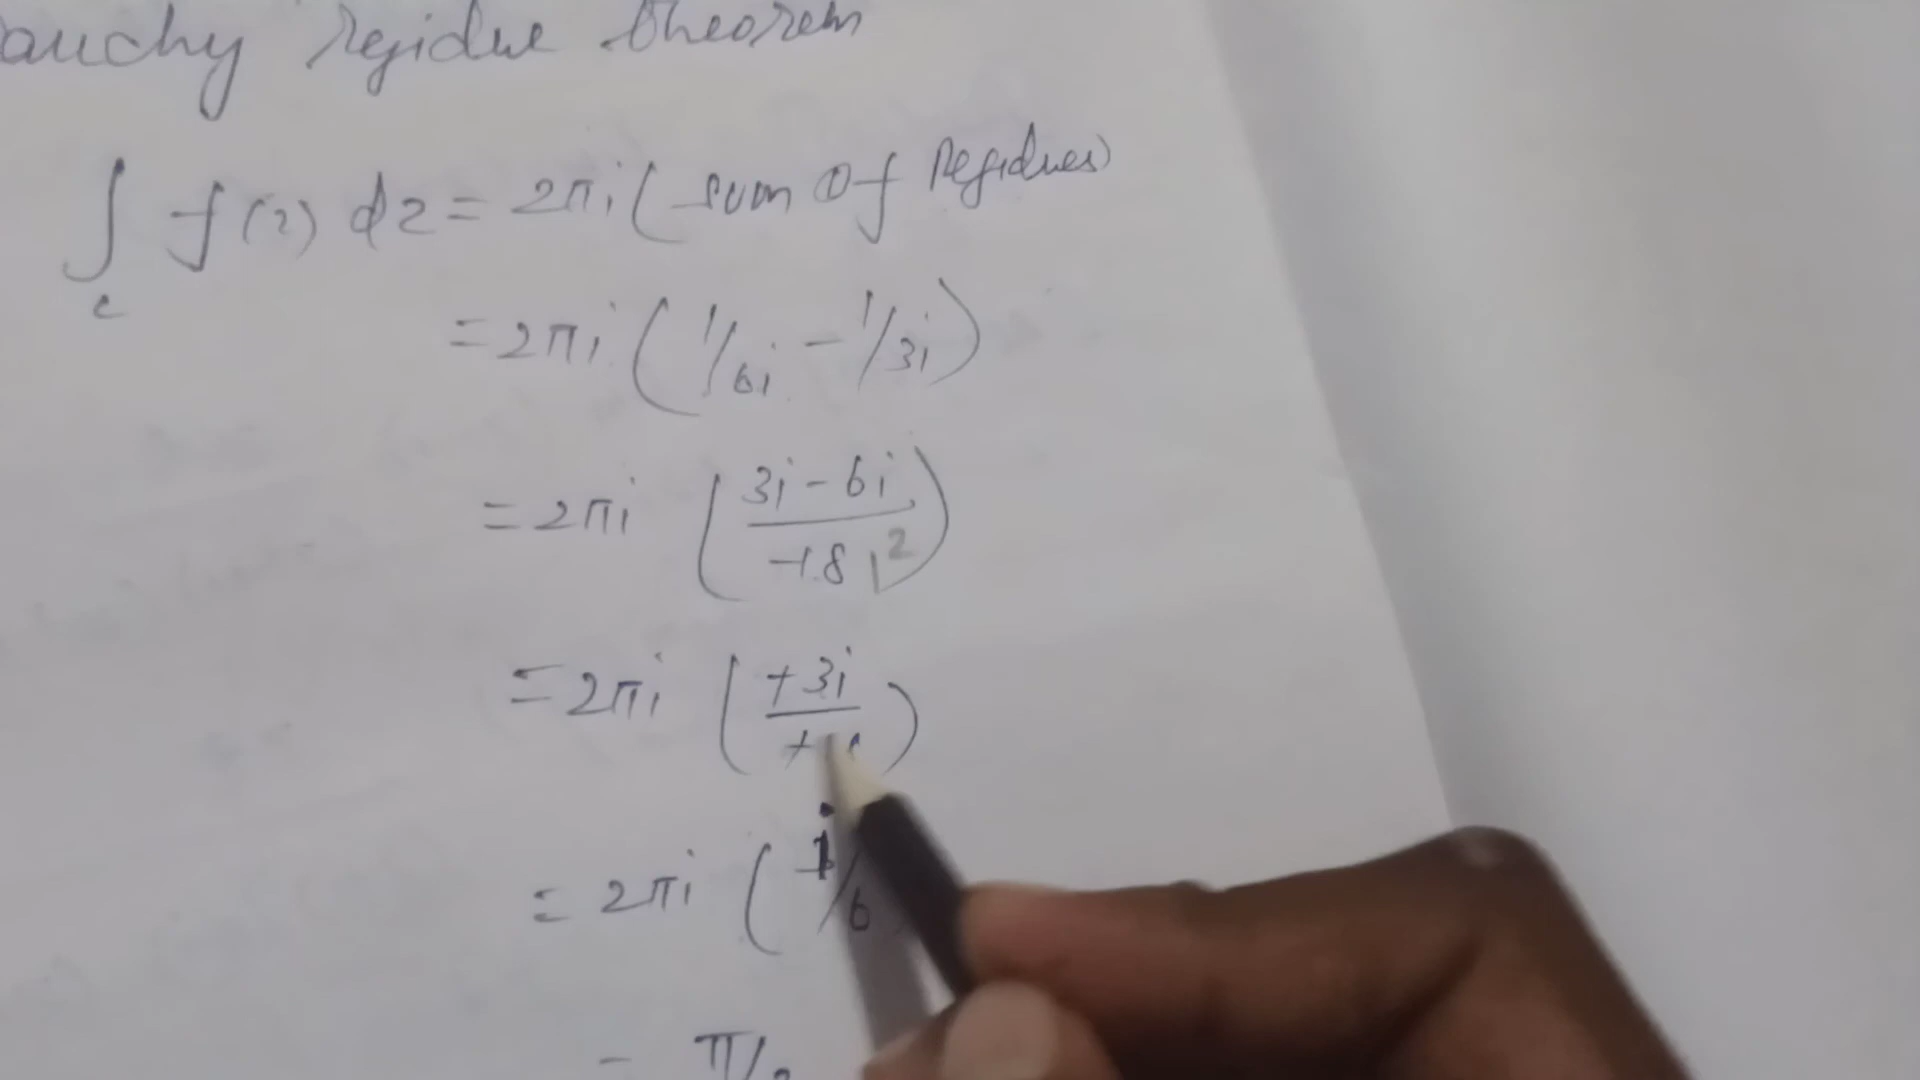 auchy residue theorem
∫c f(z) dz = 2πi (sum of residues)
= 2πi (1/6i - 1/3i)
= 2πi (3i - 6i / -18i²)
= 2πi (+3i / +
= 2πi (i/6
= π/